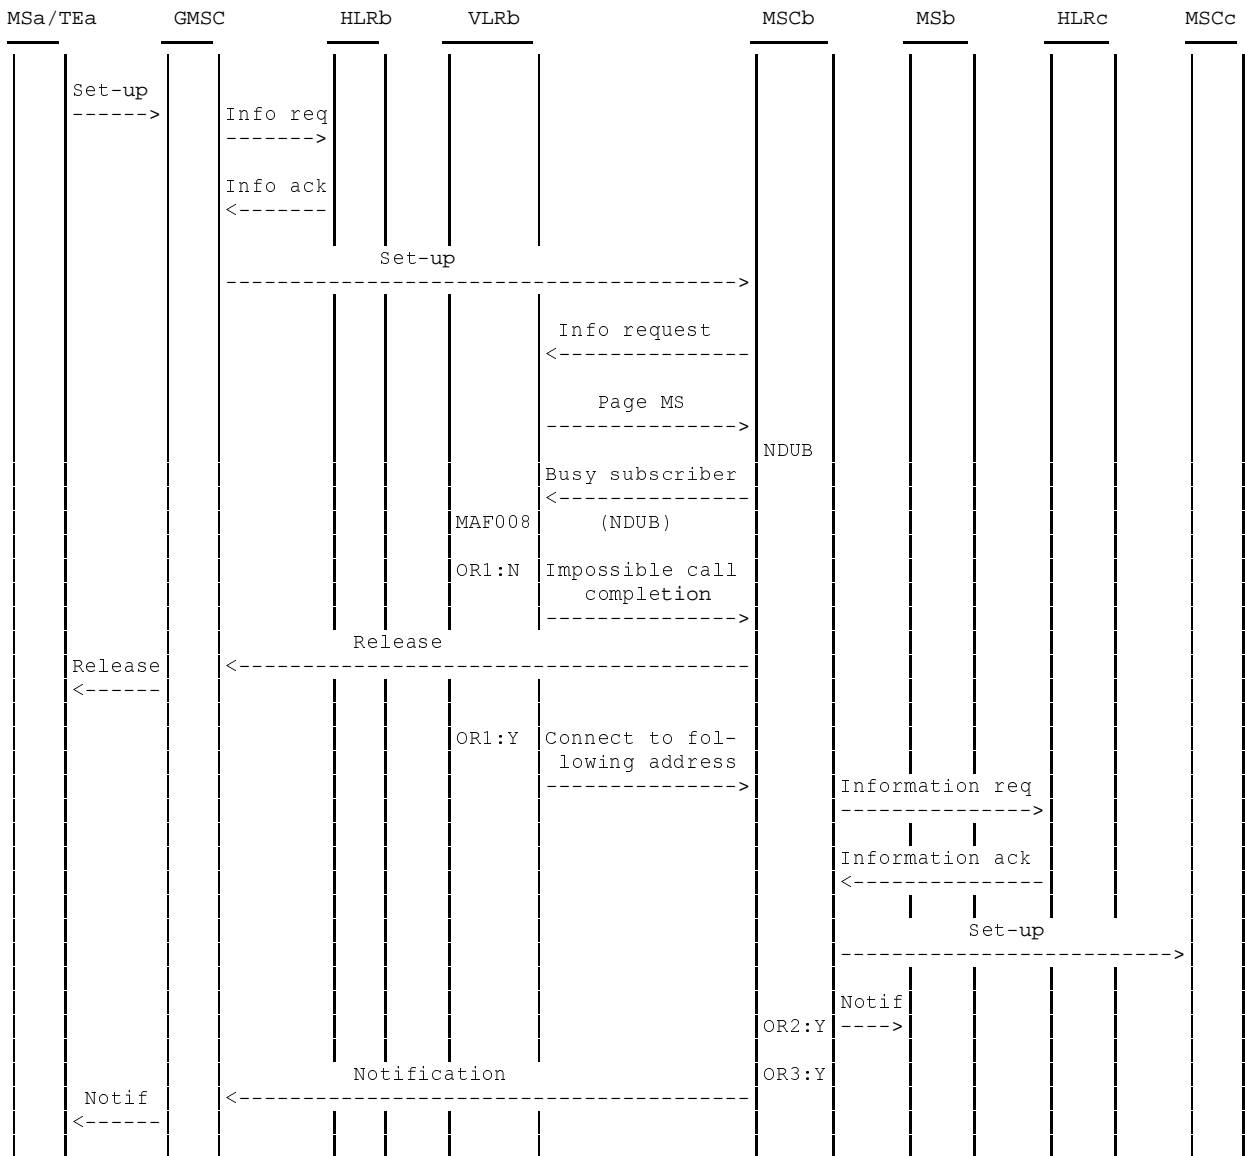 MSa/TEa GMSC HLRb VLRb MSCb MSb HLRc MSCc
Set-up
------>
Info req
------->
Info ack
<-------
Set-up
---------------------------------------->
Info request
<---------------
Page MS
--------------->
NDUB
Busy subscriber
<---------------
MAF008 (NDUB)
OR1:N Impossible call
completion
--------------->
Release
Release <----------------------------------------
<------
OR1:Y Connect to fol-
lowing address
---------------> Information req
--------------->
Information ack
<---------------
Set-up
-------------------------->
Notif
OR2:Y ---->
Notification OR3:Y
Notif <----------------------------------------
<------